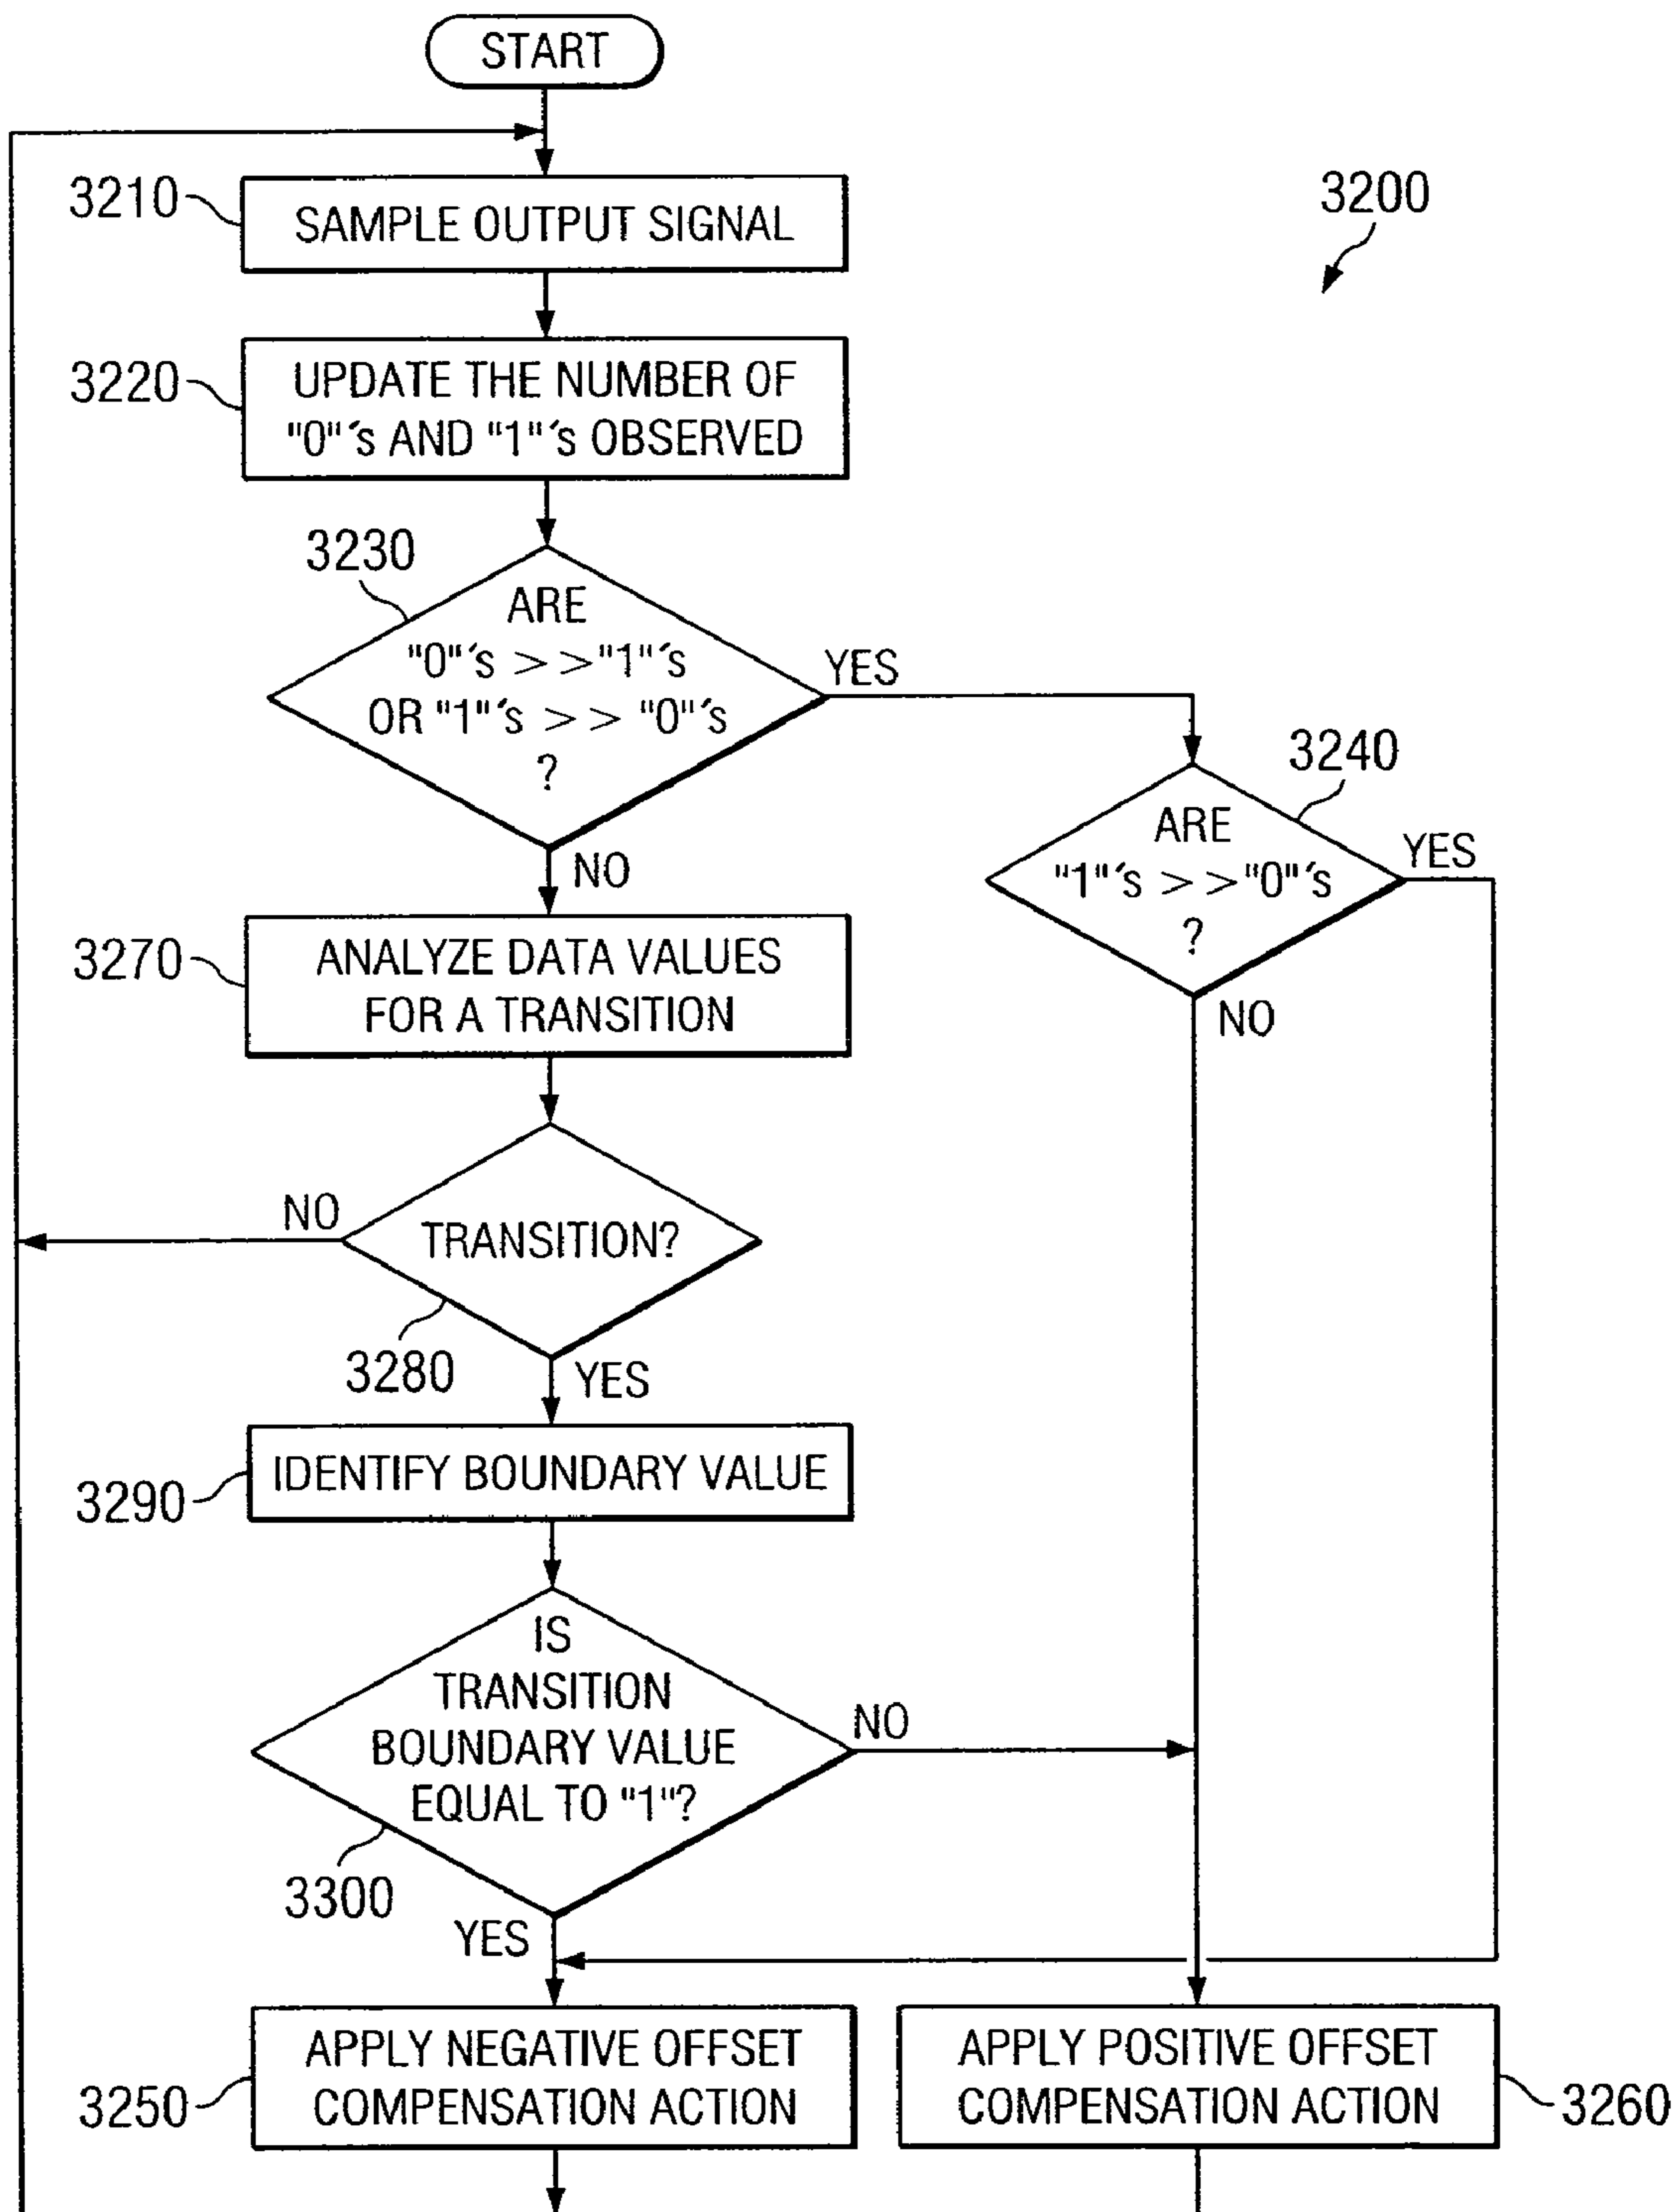 START
3200
3210
SAMPLE OUTPUT SIGNAL
3220
UPDATE THE NUMBER OF
"0"'s AND "1"'s OBSERVED
3230
ARE
"0"'s >>"1"'s
OR "1"'s >> "0"'s
?
YES
NO
3240
ARE
"1"'s >>"0"'s
?
YES
NO
3270
ANALYZE DATA VALUES
FOR A TRANSITION
NO
TRANSITION?
3280
YES
3290
IDENTIFY BOUNDARY VALUE
IS
TRANSITION
BOUNDARY VALUE
EQUAL TO "1"?
NO
3300
YES
3250
APPLY NEGATIVE OFFSET
COMPENSATION ACTION
APPLY POSITIVE OFFSET
COMPENSATION ACTION
3260